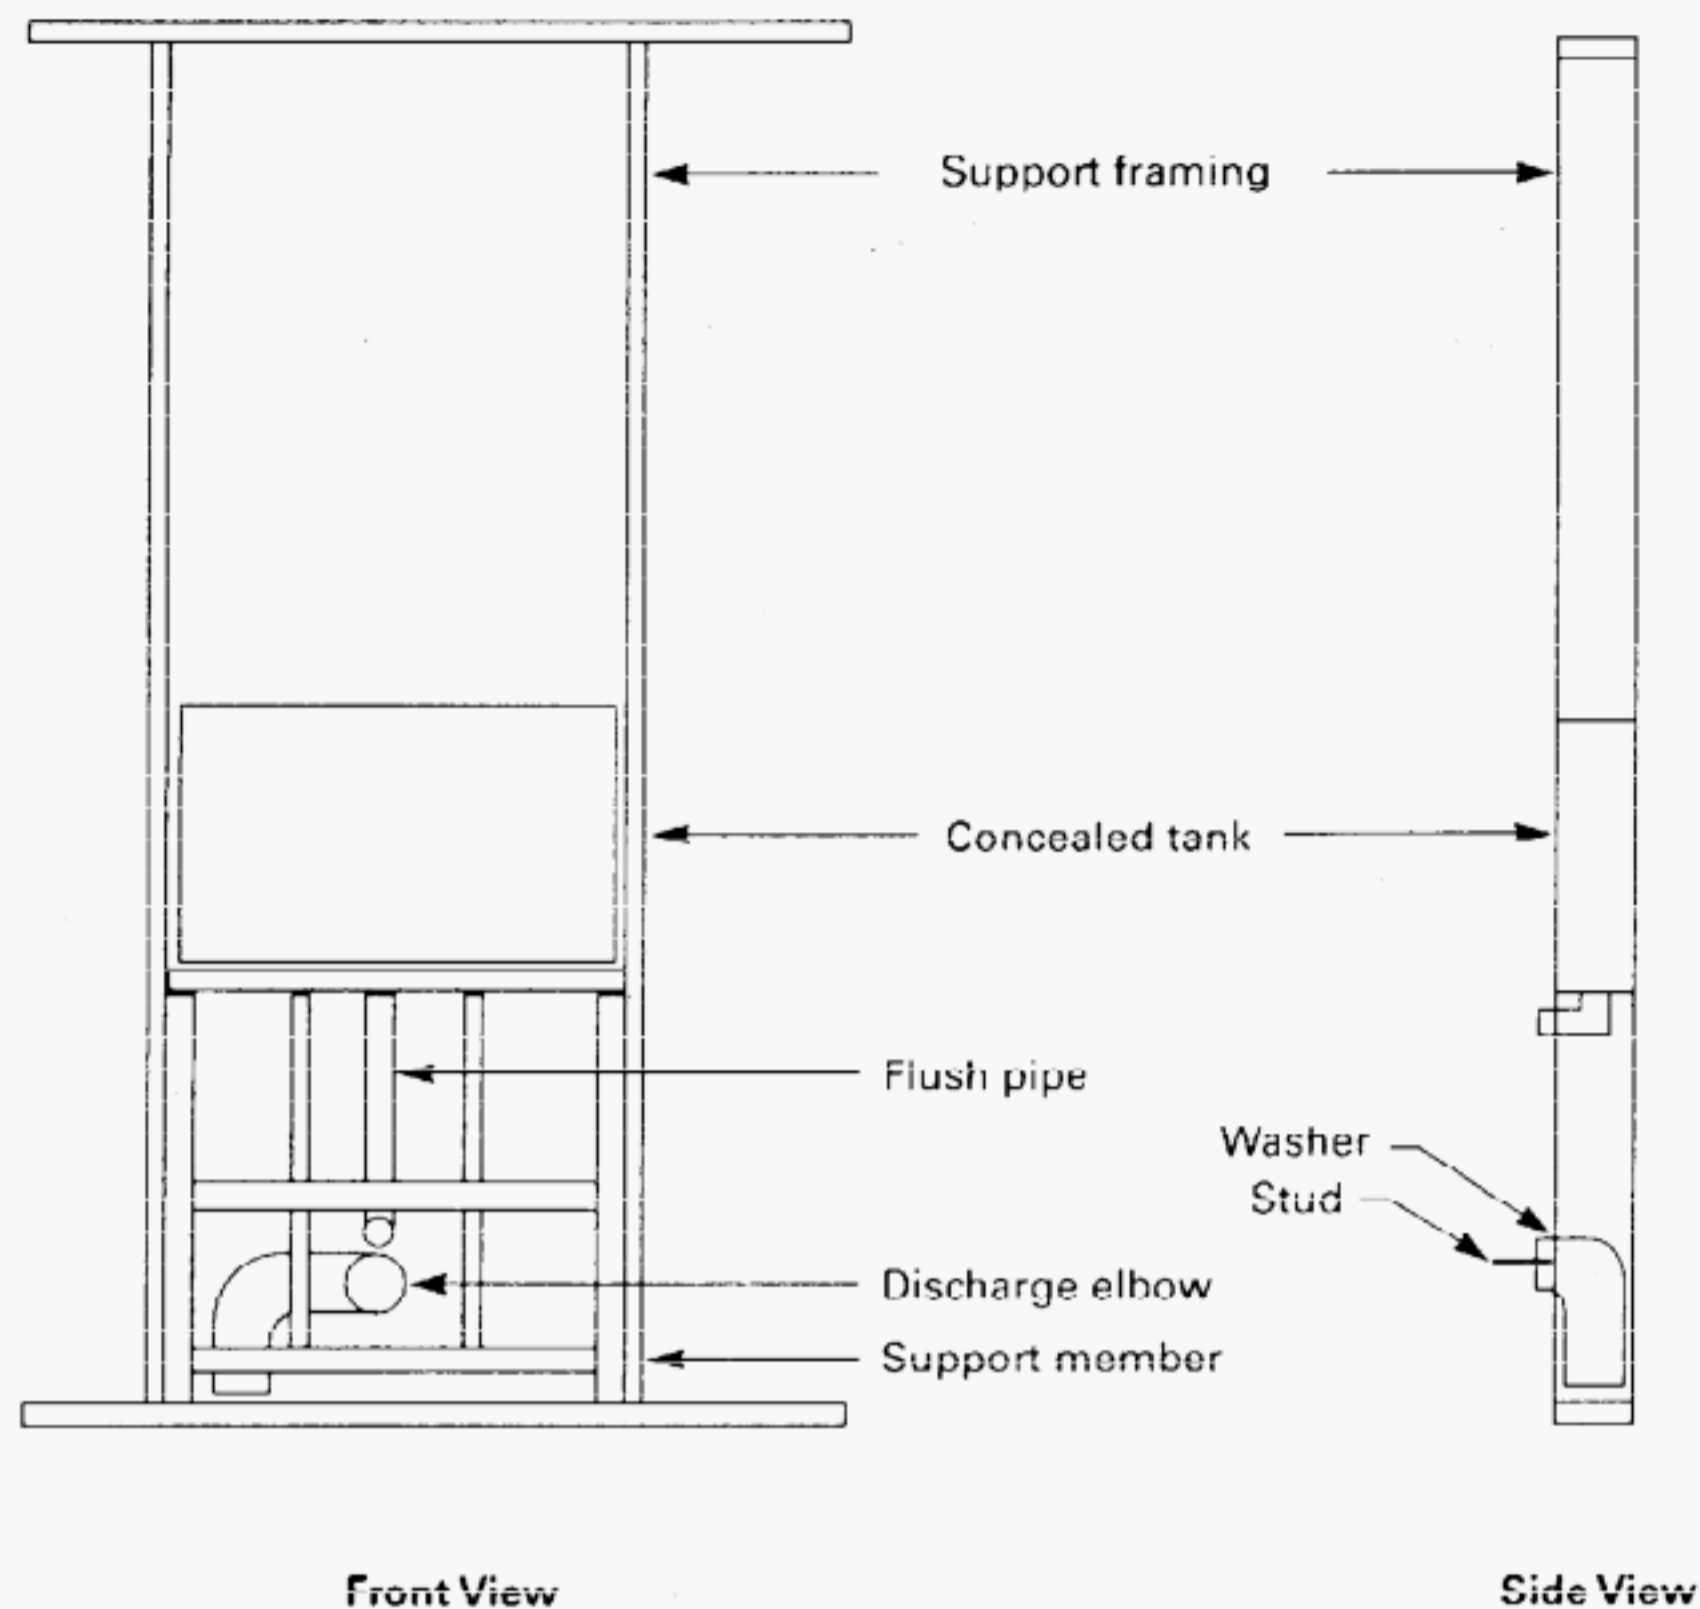 Support framing
Concealed tank
Flush pipe
Washer
Stud
Discharge elbow
Support member
Front View
Side View